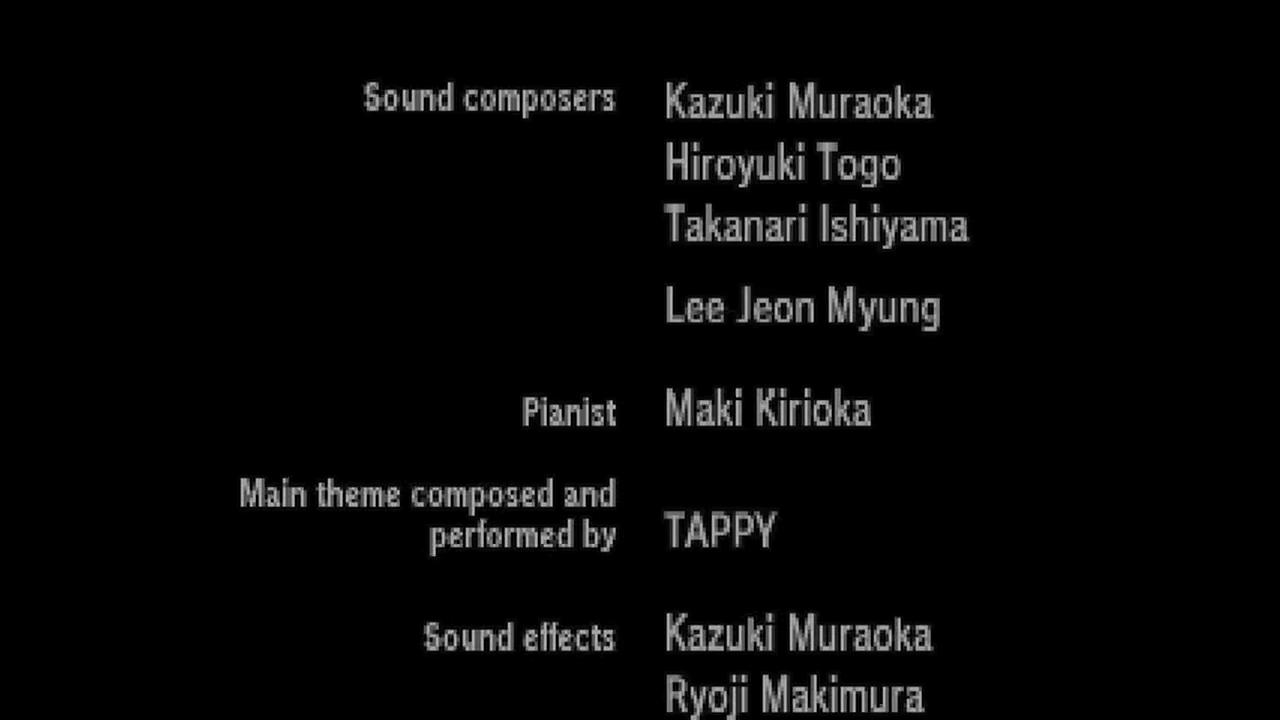 Sound composers Kazuki Muraoka
Hiroyuki Togo
Takanari Ishiyama
Lee Jeon Myung
Pianist Maki Kirioka
Main theme composed and
performed by TAPPY
Sound effects Kazuki Muraoka
Ryoji Makimura